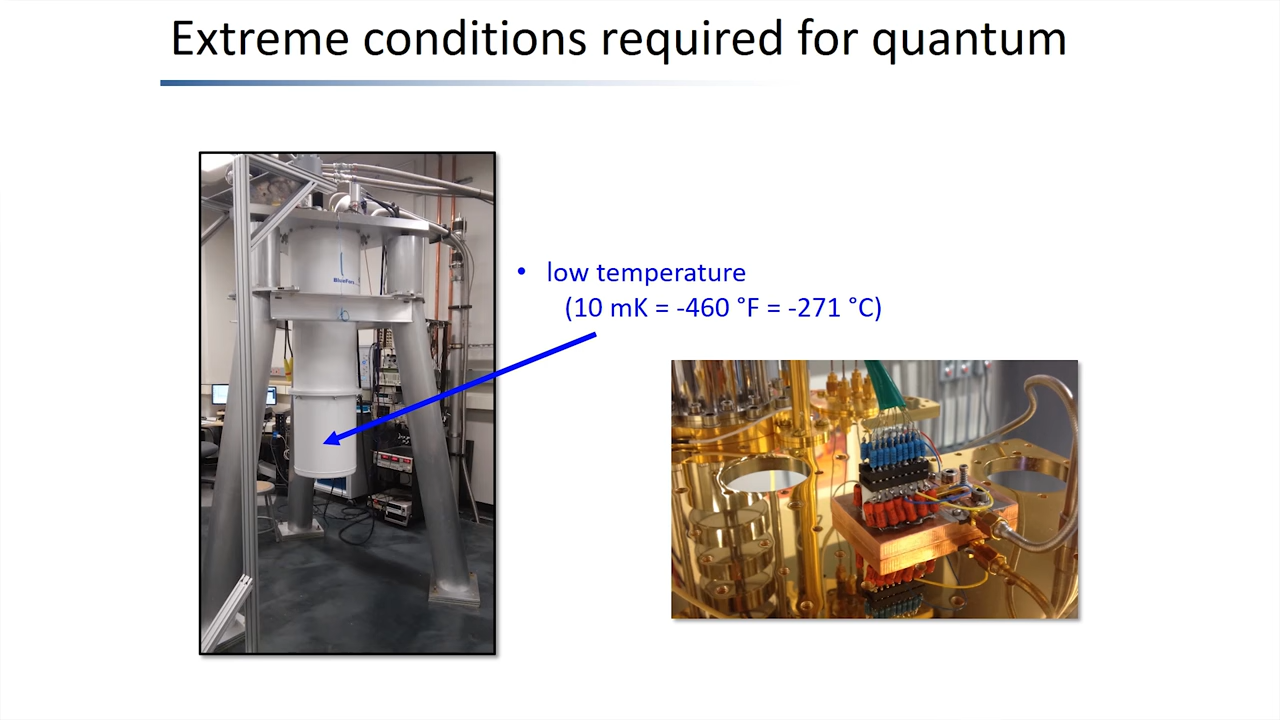 Extreme conditions required for quantum
• low temperature
(10 mK = -460 °F = -271 °C)